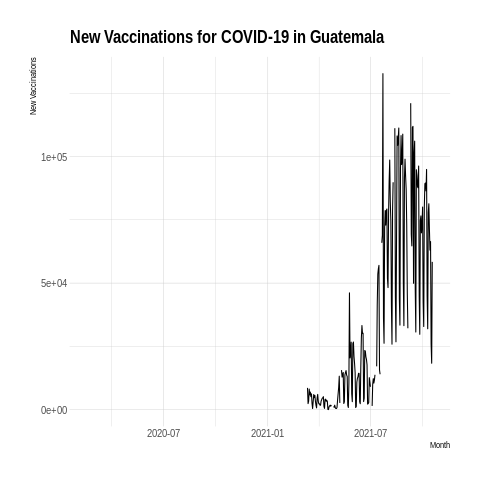 New Vaccinations for COVID-19 in Guatemala
New Vaccinations
1e+05
5e+04
0e+00
2020-07 2021-01 2021-07
Month